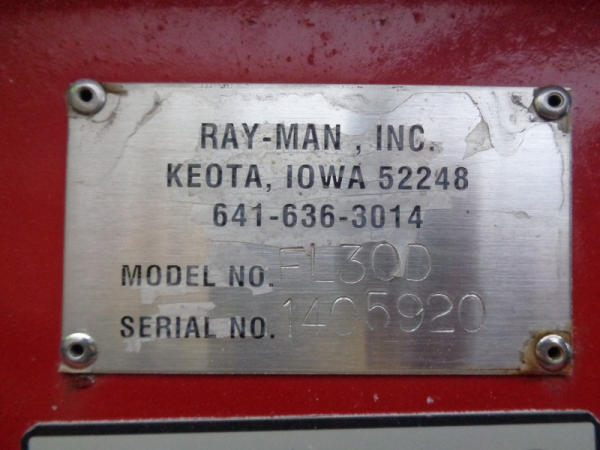 RAY-MAN , INC.
KEOTA, IOWA 52248
641-636-3014
MODEL NO. FL30D
SERIAL NO. 1405920